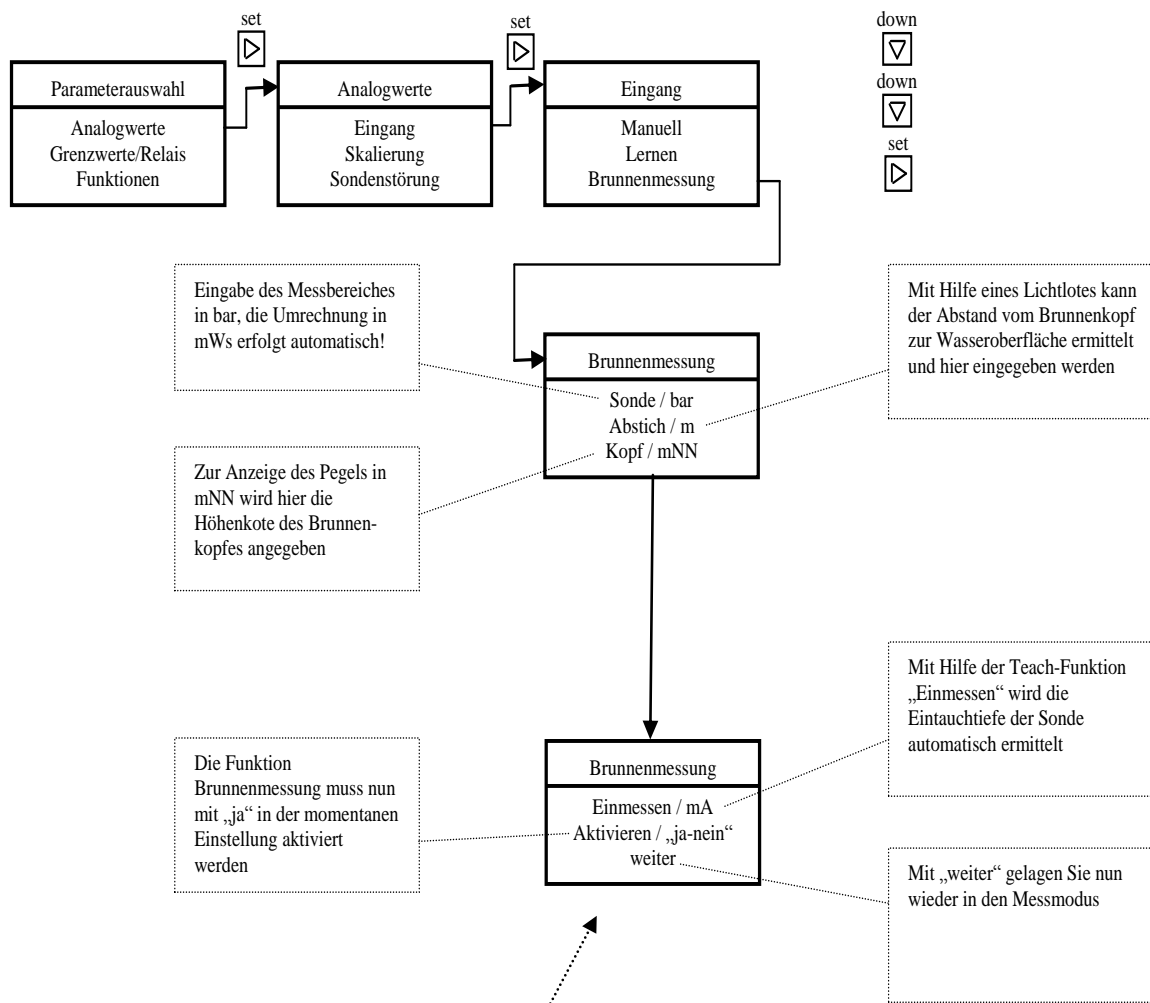 set
set
down
down
set
Parameterauswahl
Analogwerte
Grenzwerte/Relais
Funktionen
Analogwerte
Eingang
Skalierung
Sondenstörung
Eingang
Manuell
Lernen
Brunnenmessung
Eingabe des Messbereiches
in bar, die Umrechnung in
mWs erfolgt automatisch!
Mit Hilfe eines Lichtlotes kann
der Abstand vom Brunnenkopf
zur Wasseroberfläche ermittelt
und hier eingegeben werden
Brunnenmessung
Sonde / bar
Abstich / m
Kopf / mNN
Zur Anzeige des Pegels in
mNN wird hier die
Höhenkote des Brunnen-
kopfes angegeben
Mit Hilfe der Teach-Funktion
„Einmessen“ wird die
Eintauchtiefe der Sonde
automatisch ermittelt
Die Funktion
Brunnenmessung muss nun
mit „ja“ in der momentanen
Einstellung aktiviert
werden
Brunnenmessung
Einmessen / mA
Aktivieren / „ja-nein“
weiter
Mit „weiter“ gelagen Sie nun
wieder in den Messmodus